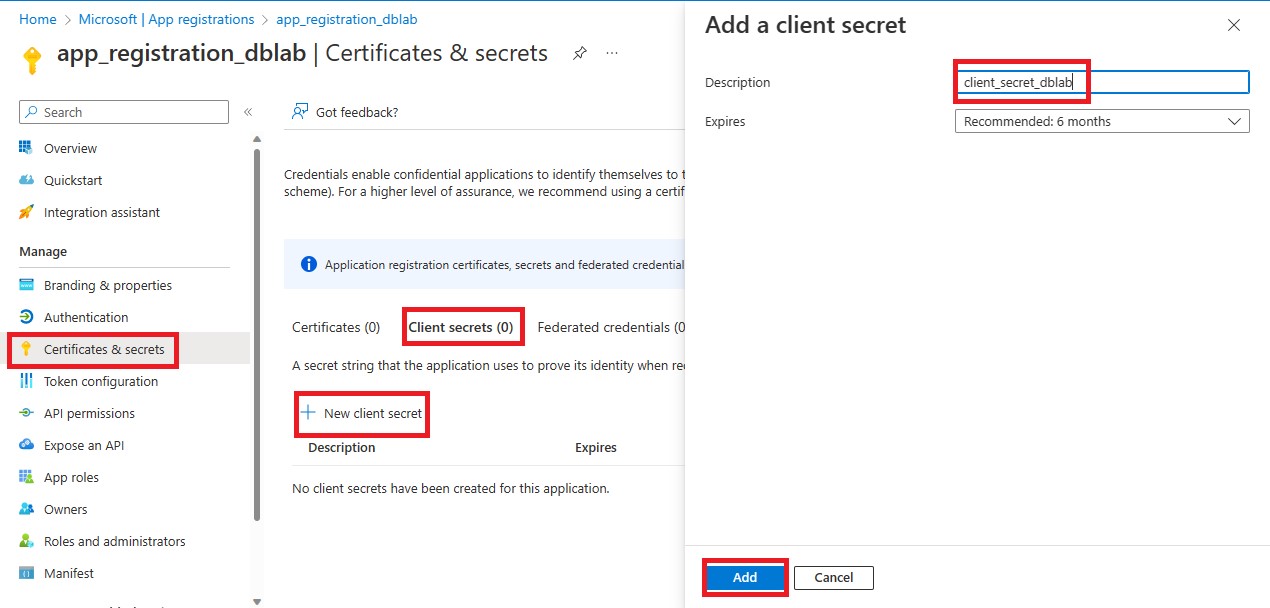 Home > Microsoft | App registrations > app_registration_dblab
app_registration_dblab | Certificates & secrets
Search
Overview
Quickstart
Integration assistant
Manage
Branding & properties
Authentication
Certificates & secrets
Token configuration
API permissions
Expose an API
App roles
Owners
Roles and administrators
Manifest
Got feedback?
Credentials enable confidential applications to identify themselves to
scheme). For a higher level of assurance, we recommend using a
Application registration certificates, secrets and federated
Certificates (0) Client secrets (0) Federated credentials (0
A secret string that the application uses to prove its identity when
New client secret
Description Expires
No client secrets have been created for this application.
Add a client secret
Description client_secret_dblab
Expires Recommended: 6 months
Add Cancel